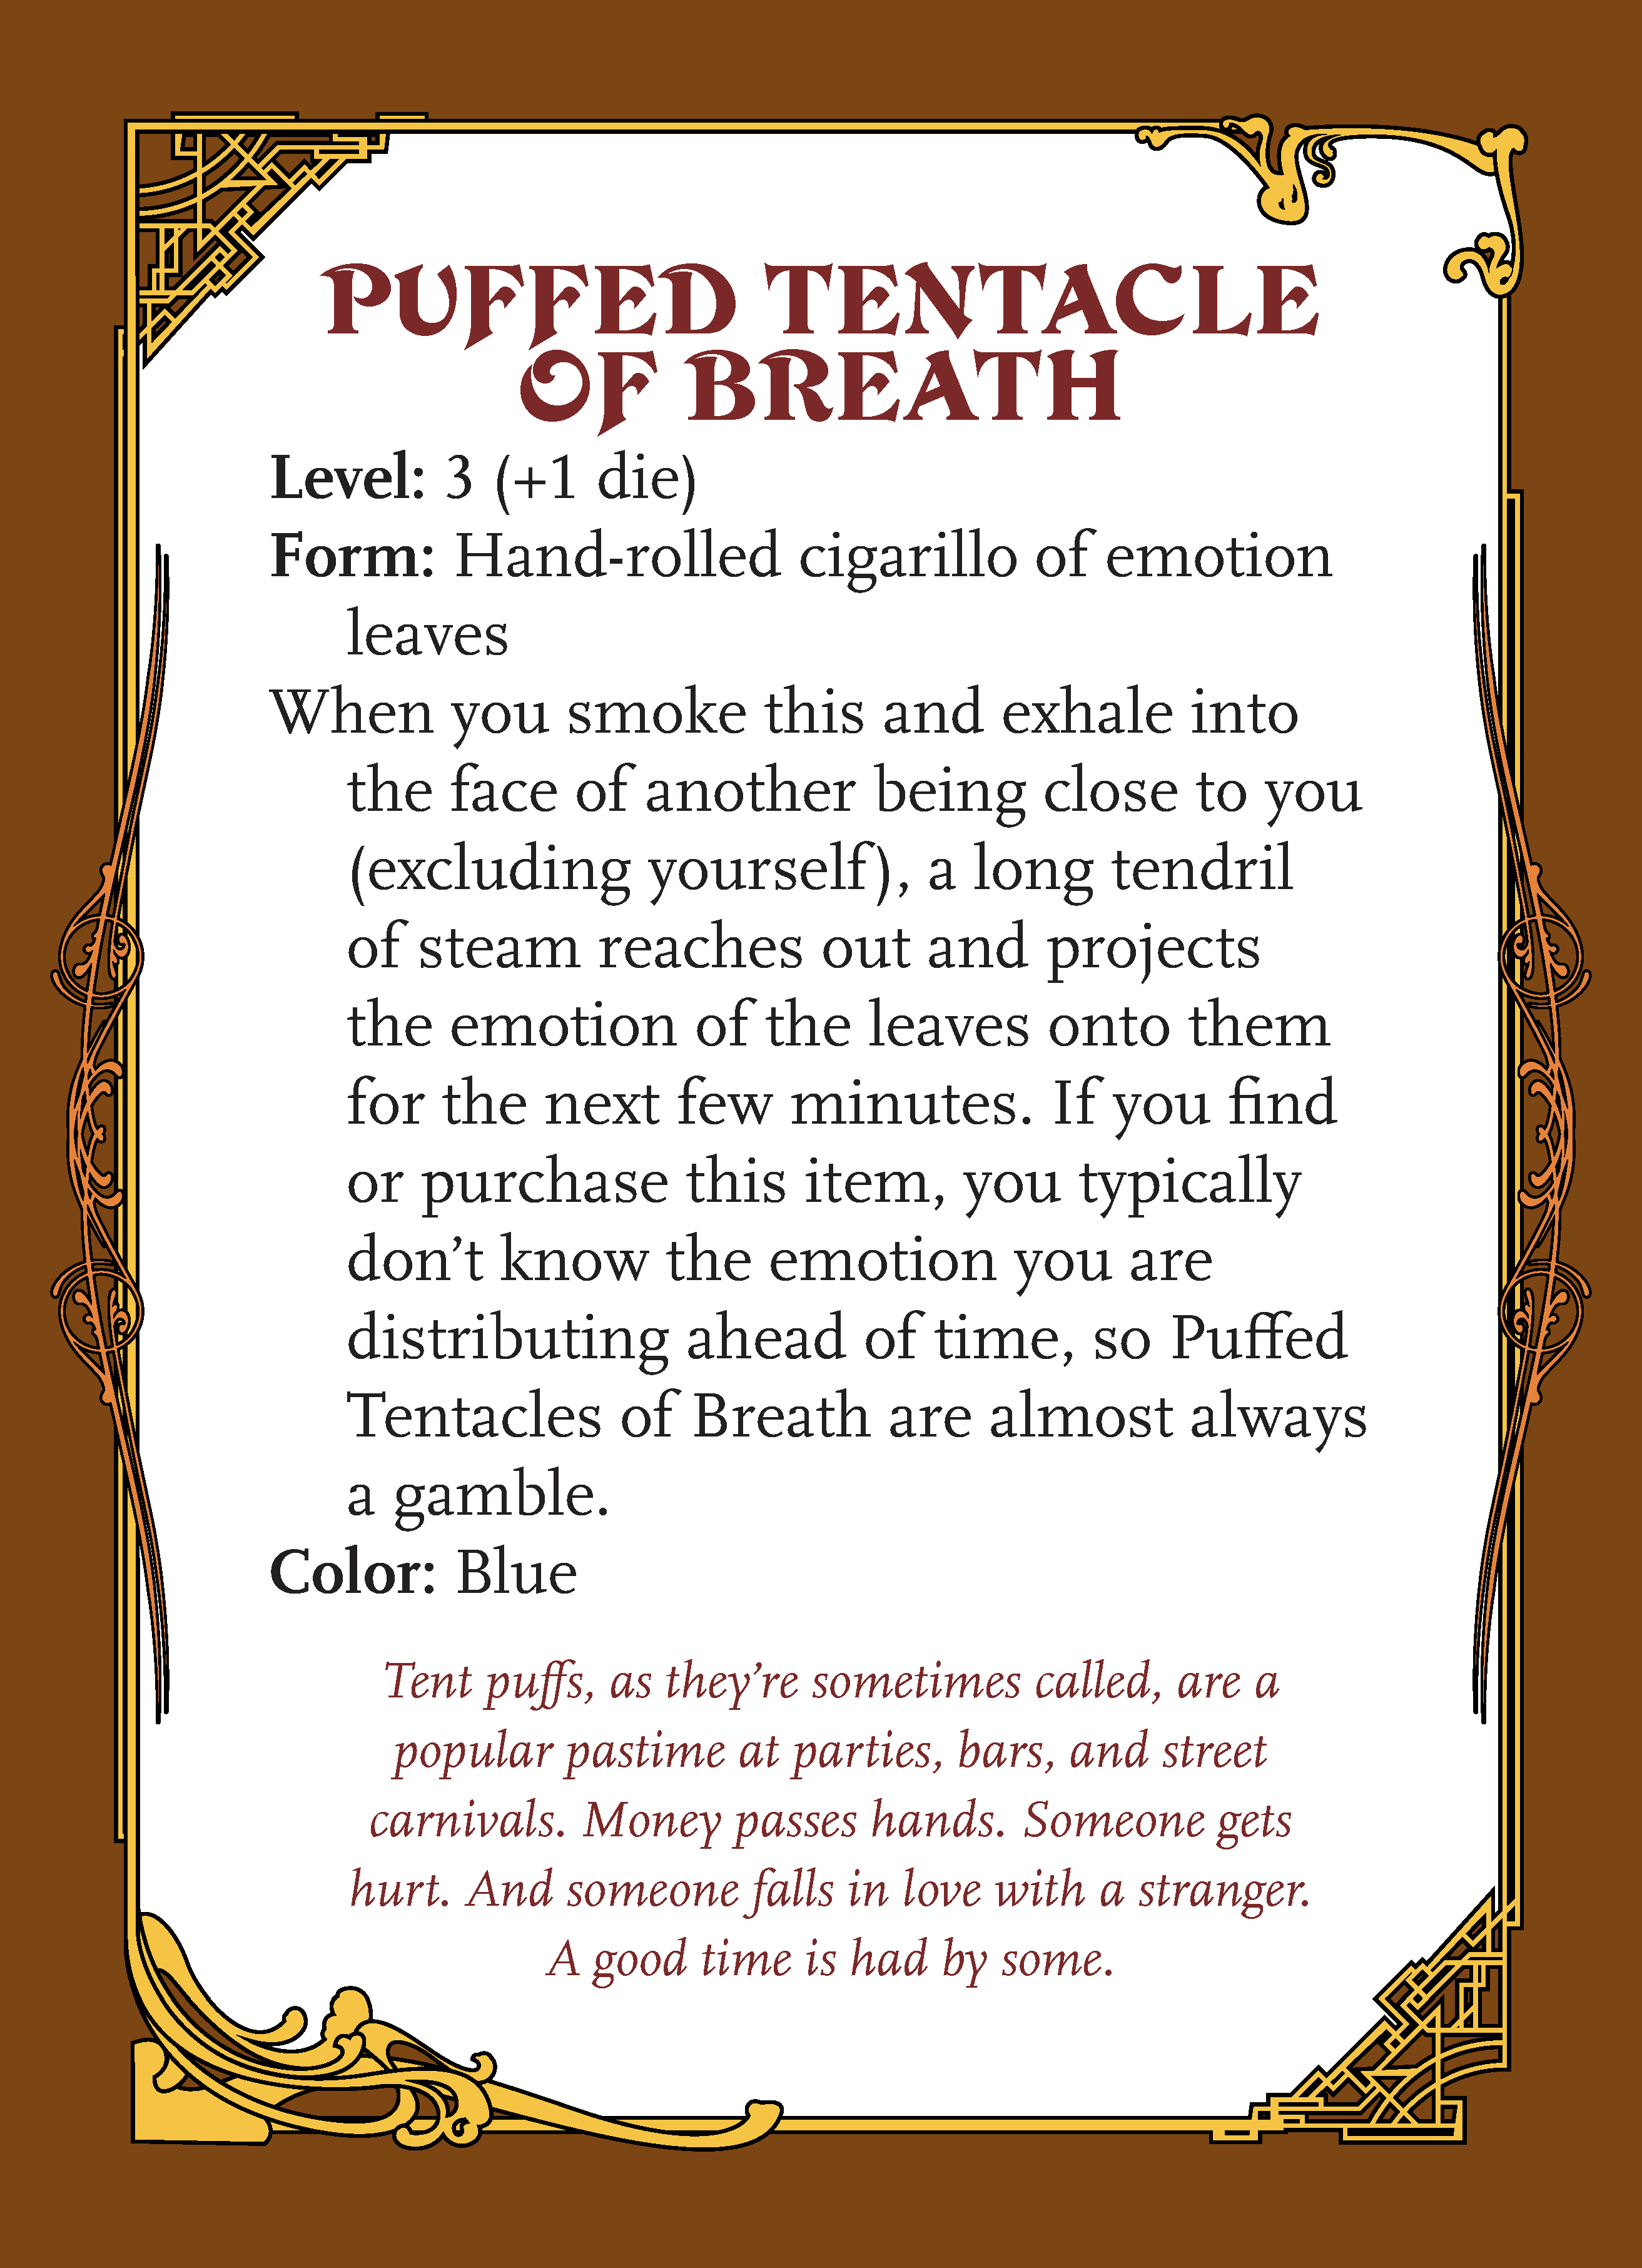 PUFFED TENTACLE
OF BREATH
Level: 3 (+1 die)
Form: Hand-rolled cigarillo of emotion
leaves
When you smoke this and exhale into
the face of another being close to you
(excluding yourself), a long tendril
of steam reaches out and projects
the emotion of the leaves onto them
for the next few minutes. If you find
or purchase this item, you typically
don’t know the emotion you are
distributing ahead of time, so Puffed
Tentacles of Breath are almost always
a gamble.
Color: Blue
Tent puffs, as they’re sometimes called, are a
popular pastime at parties, bars, and street
carnivals. Money passes hands. Someone gets
hurt. And someone falls in love with a stranger.
A good time is had by some.